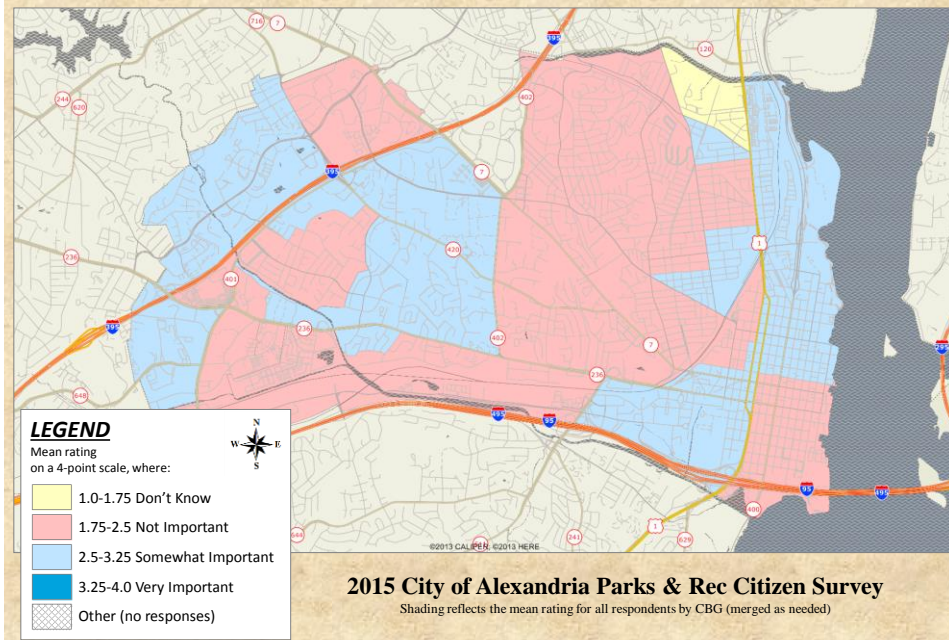 716
7
395
120
244
620
402
7
395
236
420
1
401
395
236
402
7
295
236
648
495
95
95
495
400
1
644
241
629
©2013 CALIPER, ©2013 HERE
LEGEND
Mean rating
on a 4-point scale, where:
N
W E
S
1.0-1.75 Don't Know
1.75-2.5 Not Important
2.5-3.25 Somewhat Important
3.25-4.0 Very Important
Other (no responses)
2015 City of Alexandria Parks & Rec Citizen Survey
Shading reflects the mean rating for all respondents by CBG (merged as needed)